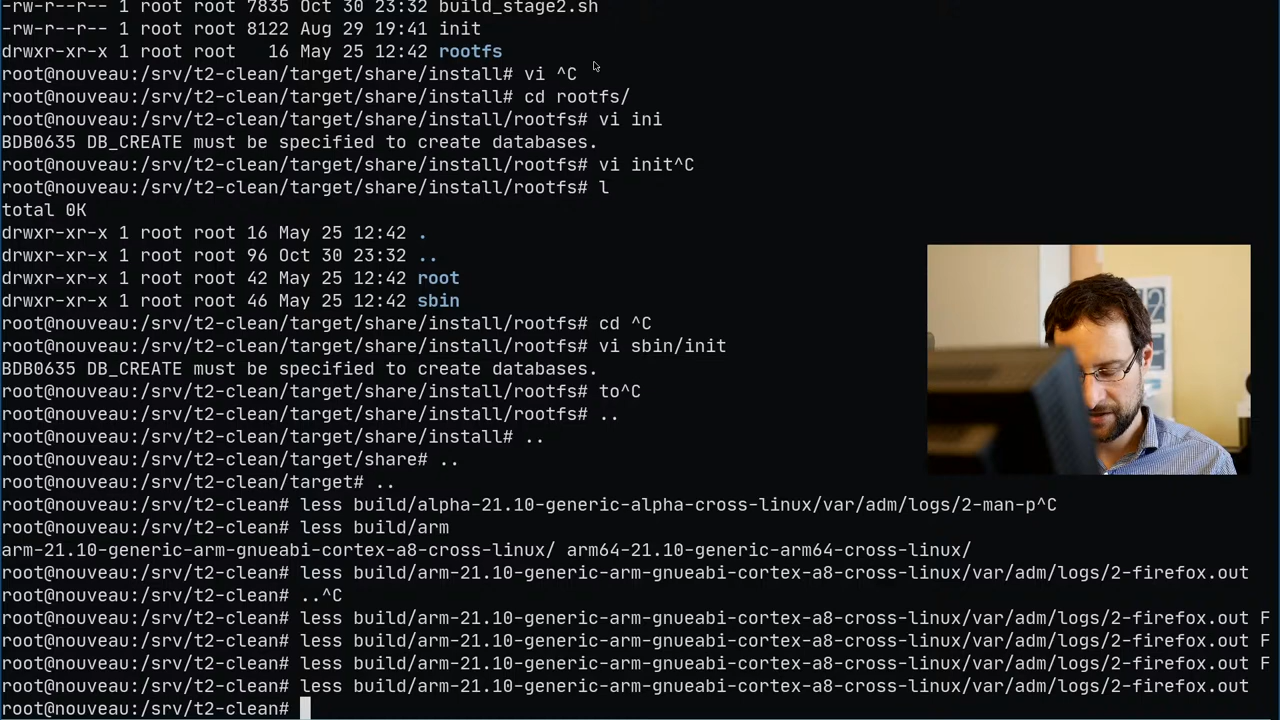 -rw-r--r-- 1 root root 7835 Oct 30 23:32 build_stage2.sh
-rw-r--r-- 1 root root 8122 Aug 29 19:41 init
drwxr-xr-x 1 root root   16 May 25 12:42 rootfs
root@nouveau:/srv/t2-clean/target/share/install# vi ^C
root@nouveau:/srv/t2-clean/target/share/install# cd rootfs/
root@nouveau:/srv/t2-clean/target/share/install/rootfs# vi ini
BDB0635 DB_CREATE must be specified to create databases.
root@nouveau:/srv/t2-clean/target/share/install/rootfs# vi init^C
root@nouveau:/srv/t2-clean/target/share/install/rootfs# l
total 0K
drwxr-xr-x 1 root root 16 May 25 12:42 .
drwxr-xr-x 1 root root 96 Oct 30 23:32 ..
drwxr-xr-x 1 root root 42 May 25 12:42 root
drwxr-xr-x 1 root root 46 May 25 12:42 sbin
root@nouveau:/srv/t2-clean/target/share/install/rootfs# cd ^C
root@nouveau:/srv/t2-clean/target/share/install/rootfs# vi sbin/init
BDB0635 DB_CREATE must be specified to create databases.
root@nouveau:/srv/t2-clean/target/share/install/rootfs# to^C
root@nouveau:/srv/t2-clean/target/share/install/rootfs# ..
root@nouveau:/srv/t2-clean/target/share/install# ..
root@nouveau:/srv/t2-clean/target/share# ..
root@nouveau:/srv/t2-clean/target# ..
root@nouveau:/srv/t2-clean# less build/alpha-21.10-generic-alpha-cross-linux/var/adm/logs/2-man-p^C
root@nouveau:/srv/t2-clean# less build/arm
arm-21.10-generic-arm-gnueabi-cortex-a8-cross-linux/ arm64-21.10-generic-arm64-cross-linux/
root@nouveau:/srv/t2-clean# less build/arm-21.10-generic-arm-gnueabi-cortex-a8-cross-linux/var/adm/logs/2-firefox.out
root@nouveau:/srv/t2-clean# ..^C
root@nouveau:/srv/t2-clean# less build/arm-21.10-generic-arm-gnueabi-cortex-a8-cross-linux/var/adm/logs/2-firefox.out F
root@nouveau:/srv/t2-clean# less build/arm-21.10-generic-arm-gnueabi-cortex-a8-cross-linux/var/adm/logs/2-firefox.out F
root@nouveau:/srv/t2-clean# less build/arm-21.10-generic-arm-gnueabi-cortex-a8-cross-linux/var/adm/logs/2-firefox.out F
root@nouveau:/srv/t2-clean# less build/arm-21.10-generic-arm-gnueabi-cortex-a8-cross-linux/var/adm/logs/2-firefox.out
root@nouveau:/srv/t2-clean#